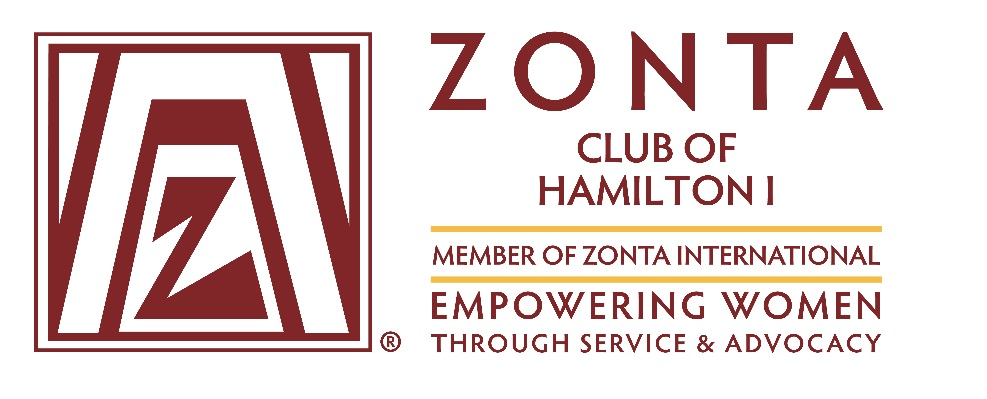 ZONTA
CLUB OF
HAMILTON I
MEMBER OF ZONTA INTERNATIONAL
EMPOWERING WOMEN
THROUGH SERVICE & ADVOCACY
®